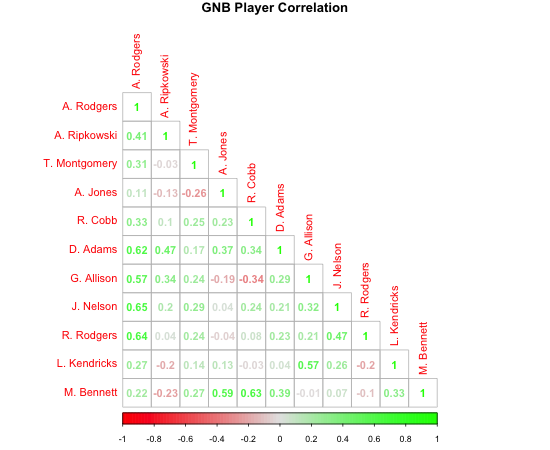 GNB Player Correlation
A. Rodgers
A. Ripkowski
T. Montgomery
A. Jones
R. Cobb
D. Adams
G. Allison
J. Nelson
R. Rodgers
L. Kendricks
M. Bennett
A. Rodgers 1
A. Ripkowski 0.41 1
T. Montgomery 0.31 -0.03 1
A. Jones 0.11 -0.13 -0.26 1
R. Cobb 0.33 0.1 0.25 0.23 1
D. Adams 0.62 0.47 0.17 0.37 0.34 1
G. Allison 0.57 0.34 0.24 -0.19 -0.34 0.29 1
J. Nelson 0.65 0.2 0.29 0.04 0.24 0.21 0.32 1
R. Rodgers 0.64 0.04 0.24 -0.04 0.08 0.23 0.21 0.47 1
L. Kendricks 0.27 -0.2 0.14 0.13 -0.03 0.04 0.57 0.26 -0.2 1
M. Bennett 0.22 -0.23 0.27 0.59 0.63 0.39 -0.01 0.07 -0.1 0.33 1
-1 -0.8 -0.6 -0.4 -0.2 0 0.2 0.4 0.6 0.8 1